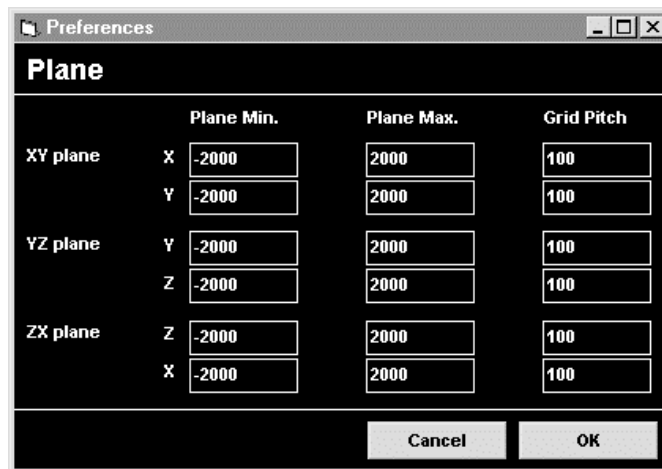 Preferences
Plane
Plane Min. Plane Max. Grid Pitch
XY plane X -2000 2000 100
Y -2000 2000 100
YZ plane Y -2000 2000 100
Z -2000 2000 100
ZX plane Z -2000 2000 100
X -2000 2000 100
Cancel OK